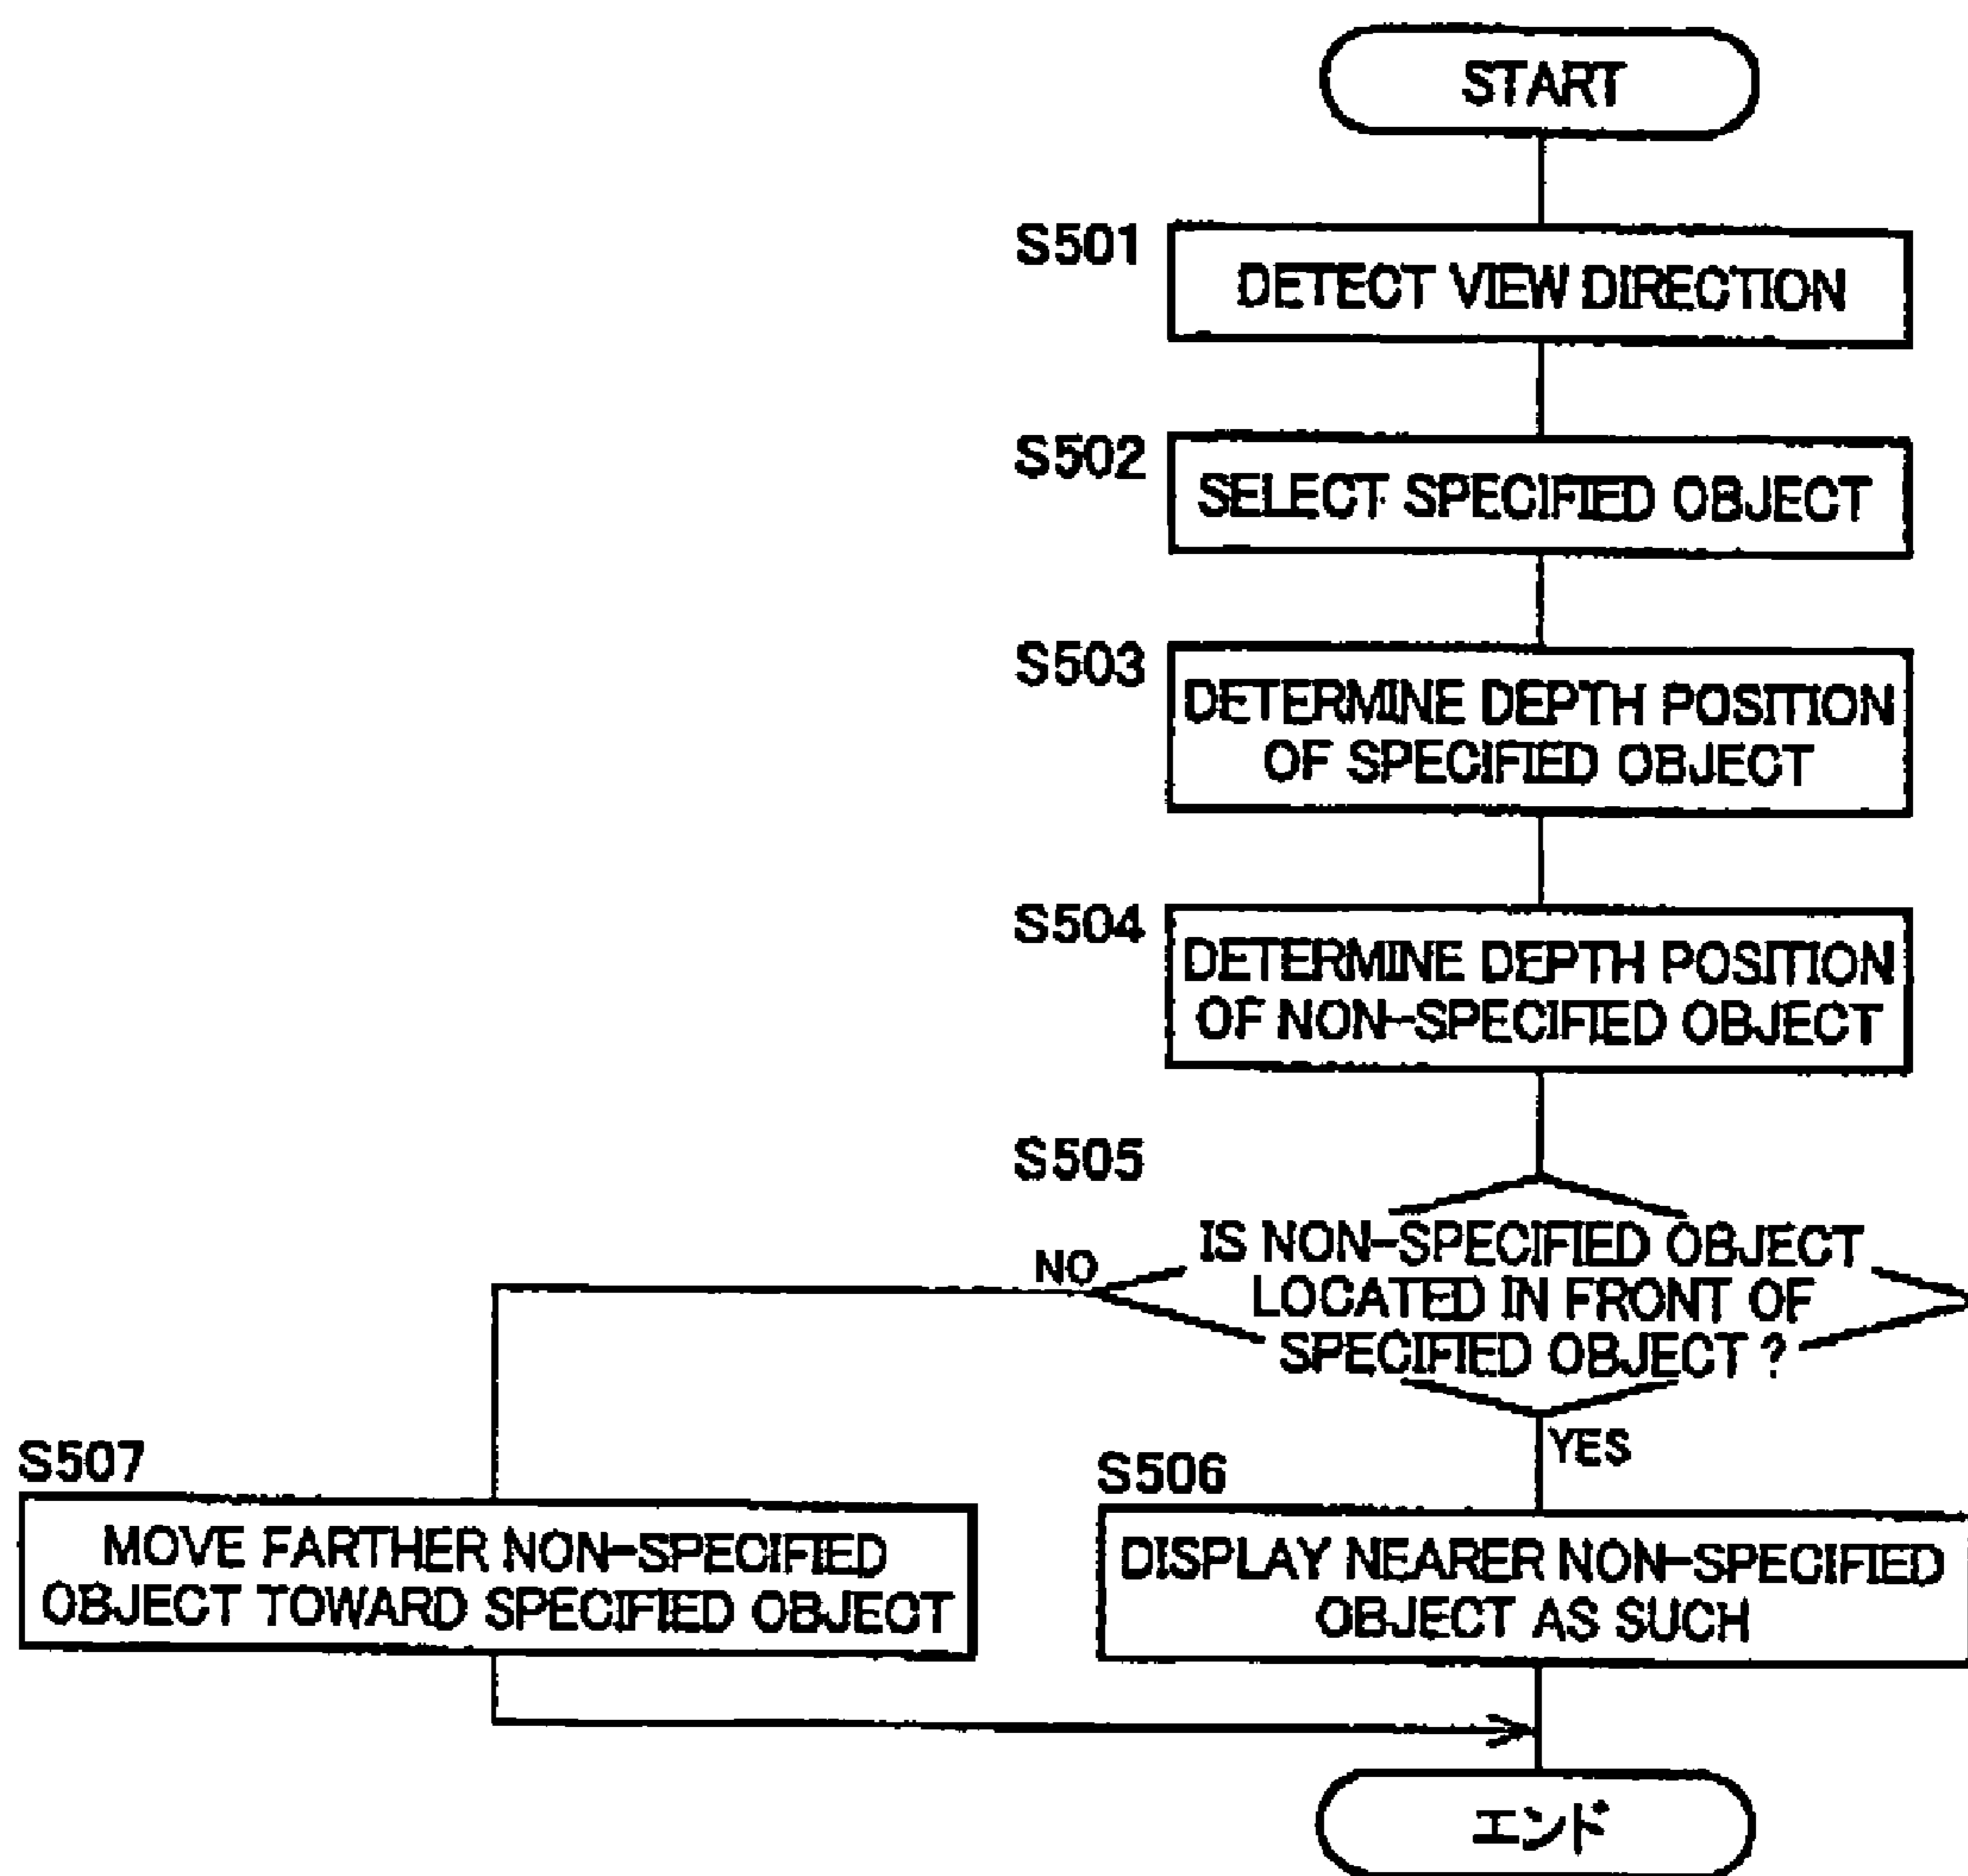 START
S501
DETECT VIEW DIRECTION
S502
SELECT SPECIFIED OBJECT
S503
DETERMINE DEPTH POSITION
OF SPECIFIED OBJECT
S504
DETERMINE DEPTH POSITION
OF NON-SPECIFIED OBJECT
S505
IS NON-SPECIFIED OBJECT
LOCATED IN FRONT OF
SPECIFIED OBJECT ?
NO
YES
S507
MOVE FARTHER NON-SPECIFIED
OBJECT TOWARD SPECIFIED OBJECT
S506
DISPLAY NEARER NON-SPECIFIED
OBJECT AS SUCH
エンド